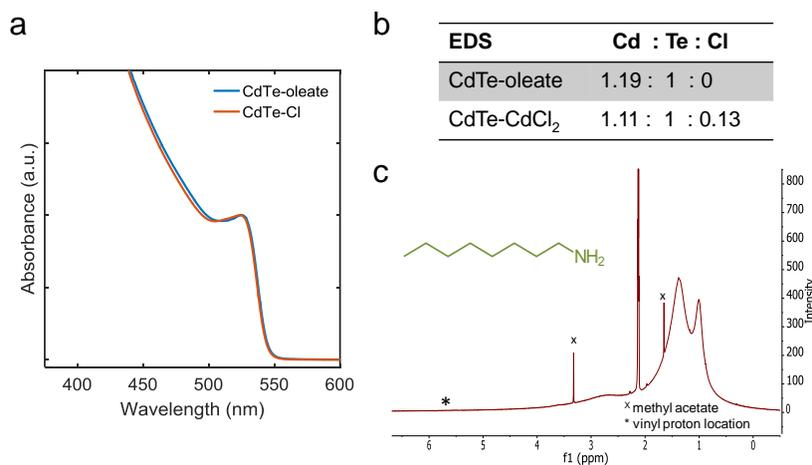 a
CdTe-oleate
CdTe-Cl
Absorbance (a.u.)
400 450 500 550 600
Wavelength (nm)
b
EDS Cd : Te : Cl
CdTe-oleate 1.19 : 1 : 0
CdTe-CdCl2 1.11 : 1 : 0.13
c
NH2
x
x
*
x methyl acetate
* vinyl proton location
800
700
600
500
400
300
200
100
0
Intensity
6 5 4 3 2 1 0
f1 (ppm)